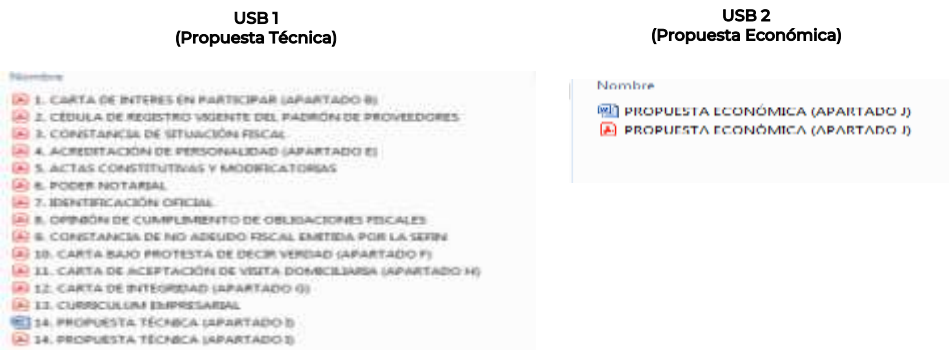 USB 1
(Propuesta Técnica)
Nombre
1. CARTA DE INTERES EN PARTICIPAR (APARTADO B)
2. CÉDULA DE REGISTRO VIGENTE DEL PADRÓN DE PROVEEDORES
3. CONSTANCIA DE SITUACIÓN FISCAL
4. ACREDITACIÓN DE PERSONALIDAD (APARTADO E)
5. ACTAS CONSTITUTIVAS Y MODIFICATORIAS
6. PODER NOTARIAL
7. IDENTIFICACIÓN OFICIAL
8. OPINIÓN DE CUMPLIMIENTO DE OBLIGACIONES FISCALES
9. CONSTANCIA DE NO ADEUDO FISCAL EMITIDA POR LA SEFIN
10. CARTA BAJO PROTESTA DE DECIR VERDAD (APARTADO F)
11. CARTA DE ACEPTACIÓN DE VISITA DOMICILIARIA (APARTADO H)
12. CARTA DE INTEGRIDAD (APARTADO G)
13. CURRICULUM EMPRESARIAL
14. PROPUESTA TÉCNICA (APARTADO I)
14. PROPUESTA TÉCNICA (APARTADO I)
USB 2
(Propuesta Económica)
Nombre
PROPUESTA ECONÓMICA (APARTADO J)
PROPUESTA ECONÓMICA (APARTADO J)